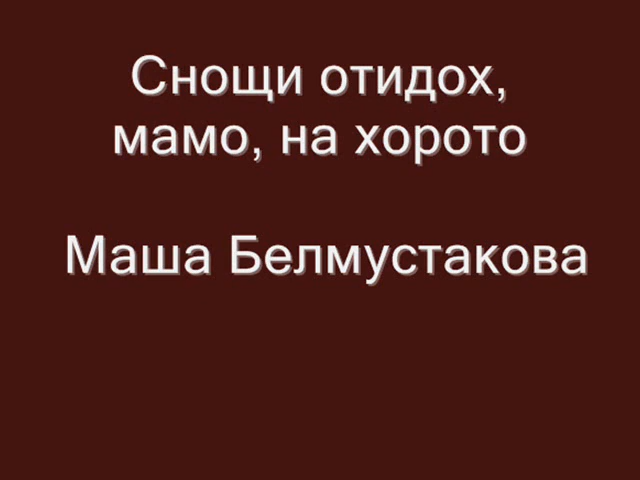 Снощи отидох,
мамо, на хорото
Маша Белмустакова